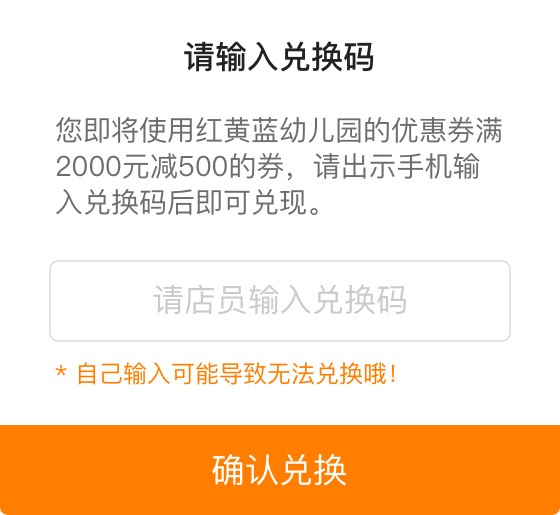 请输入兑换码
您即将使用红黄蓝幼儿园的优惠券满
2000元减500的券，请出示手机输
入兑换码后即可兑现。
请店员输入兑换码
* 自己输入可能导致无法兑换哦！
确认兑换